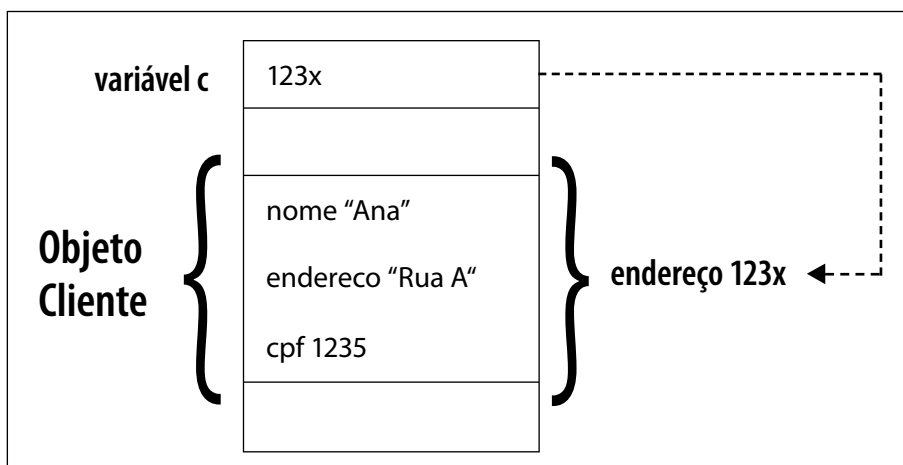 variável c
123x
nome “Ana”
Objeto
Cliente
endereco “Rua A“
endereço 123x
cpf 1235